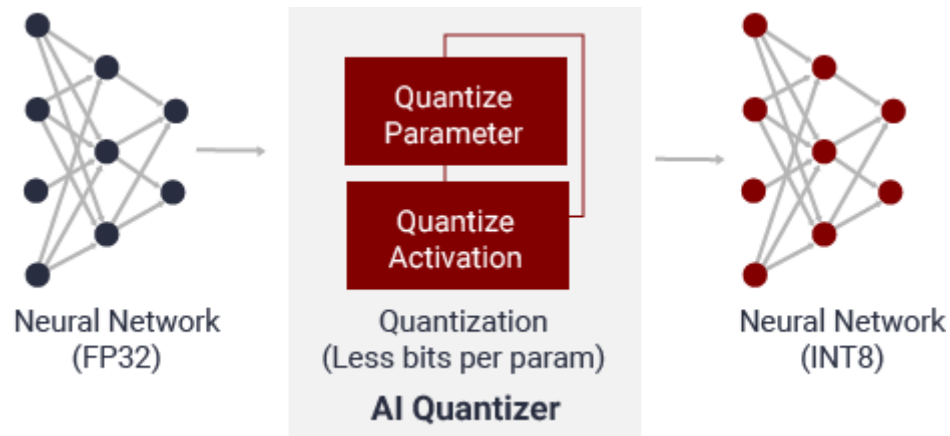 Quantize
Parameter
Quantize
Activation
Neural Network
(FP32)
Quantization
(Less bits per param)
AI Quantizer
Neural Network
(INT8)